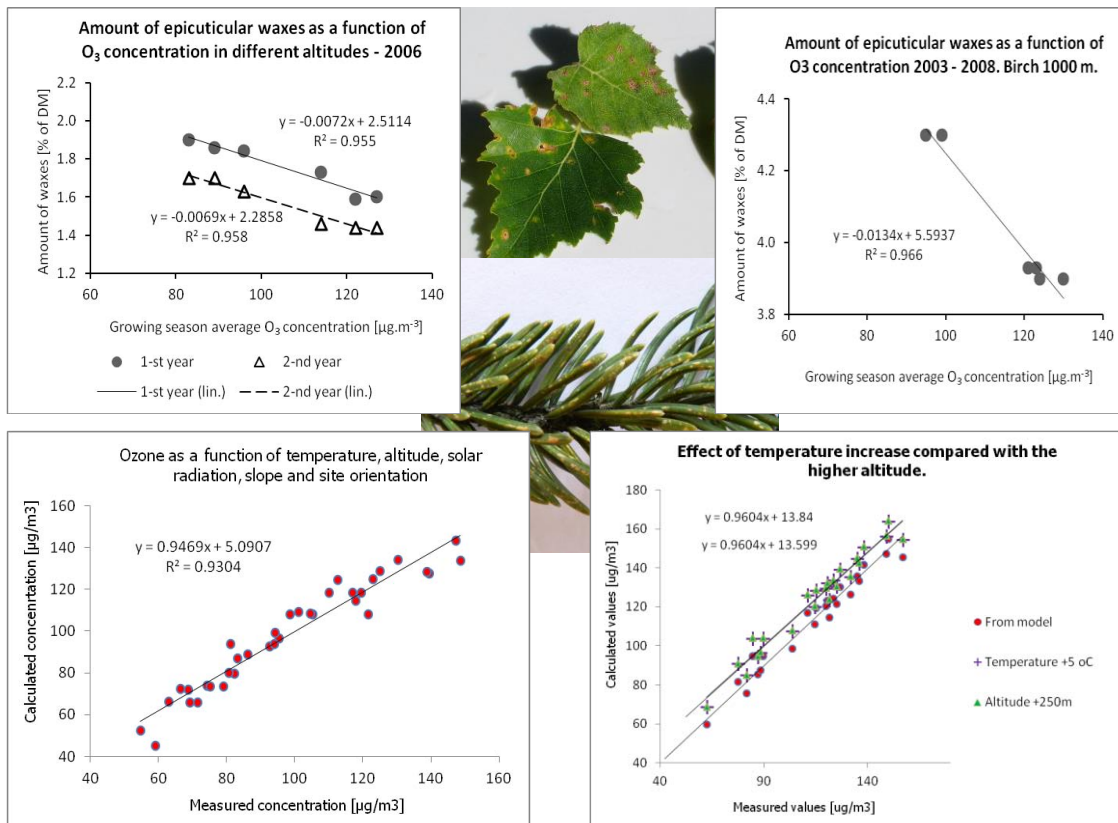 Amount of epicuticular waxes as a function of
O₃ concentration in different altitudes - 2006
Amount of waxes [% of DM]
2.2
2.0
1.8
1.6
1.4
1.2
y = -0.0072x + 2.5114
R² = 0.955
y = -0.0069x + 2.2858
R² = 0.958
60 80 100 120 140
Growing season average O₃ concentration [µg.m⁻³]
1-st year 2-nd year
1-st year (lin.) 2-nd year (lin.)
Amount of epicuticular waxes as a function of
O3 concentration 2003 - 2008. Birch 1000 m.
Amount of waxes [% of DM]
4.4
4.2
4.0
3.8
y = -0.0134x + 5.5937
R² = 0.966
60 80 100 120 140
Growing season average O₃ concentration [µg.m⁻³]
Ozone as a function of temperature, altitude, solar
radiation, slope and site orientation
Calculated concenrtation [µg/m3]
160
140
120
100
80
60
40
y = 0.9469x + 5.0907
R² = 0.9304
40 60 80 100 120 140 160
Measured concentration [µg/m3]
Effect of temperature increase compared with the
higher altitude.
Calculated values [ug/m3]
180
160
140
120
100
80
60
40
y = 0.9604x + 13.84
y = 0.9604x + 13.599
40 90 140
Measured values [ug/m3]
From model
Temperature +5 oC
Altitude +250m